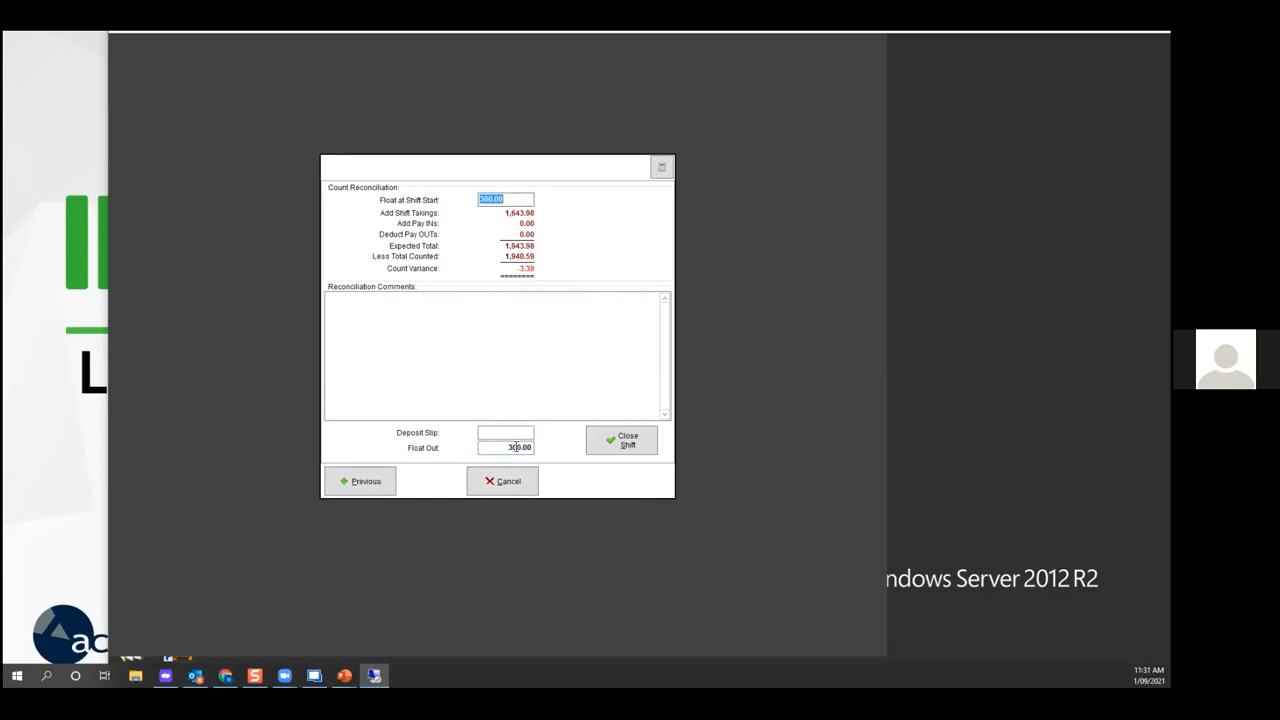 Count Reconciliation:
Float at Shift Start: 300.00
Add Shift Takings: 1,643.98
Add Pay INs: 0.00
Deduct Pay OUTs: 0.00
Expected Total: 1,943.98
Less Total Counted: 1,940.59
Count Variance: -3.39
========
Reconciliation Comments:
Deposit Slip:
Float Out: 300.00
Close
Shift
Previous
Cancel
ndows Server 2012 R2
L
ac
11:31 AM
1/09/2021